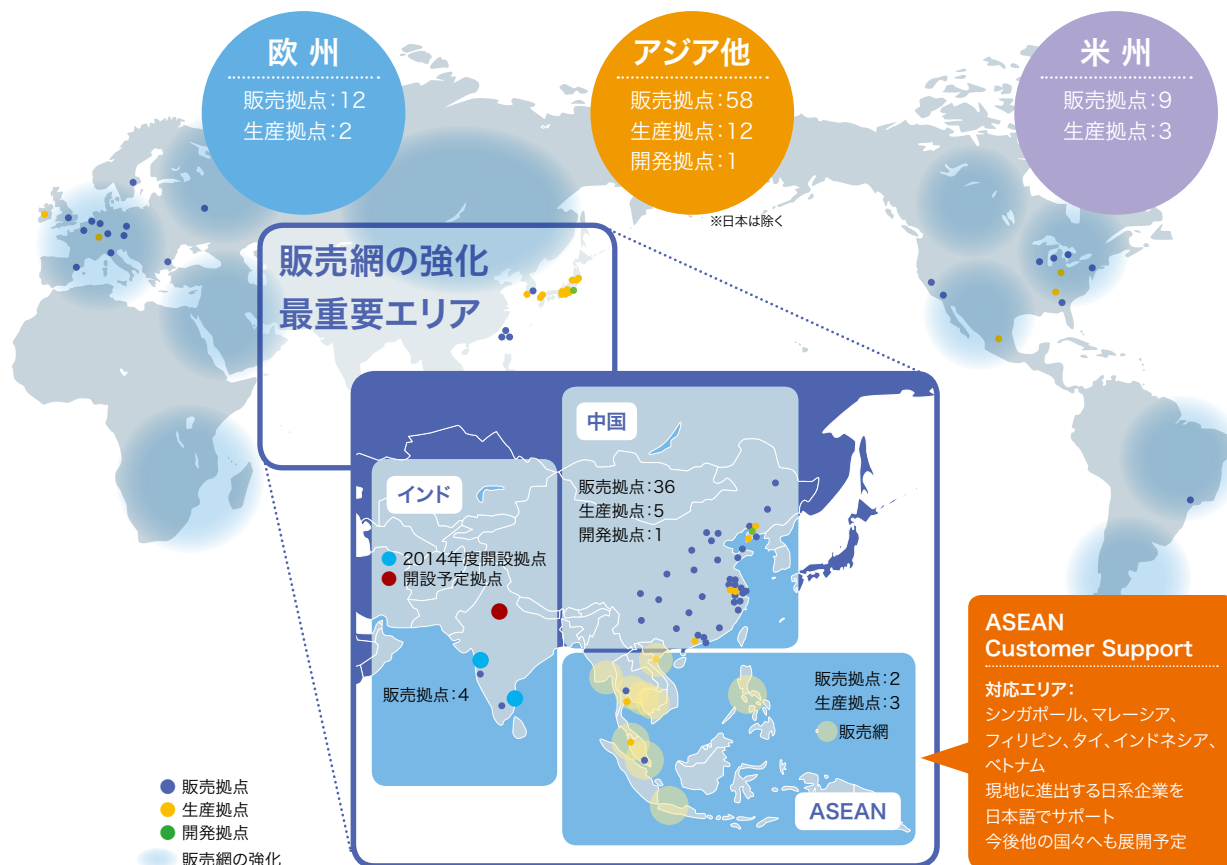 欧 州
販売拠点:12
生産拠点:2
アジア他
販売拠点:58
生産拠点:12
開発拠点:1
※日本は除く
米 州
販売拠点:9
生産拠点:3
販売網の強化
最重要エリア
中国
販売拠点:36
生産拠点:5
開発拠点:1
インド
2014年度開設拠点
開設予定拠点
販売拠点:4
販売拠点:2
生産拠点:3
販売網
ASEAN
ASEAN
Customer Support
対応エリア:
シンガポール、マレーシア、
フィリピン、タイ、インドネシア、
ベトナム
現地に進出する日系企業を
日本語でサポート
今後他の国々へも展開予定
販売拠点
生産拠点
開発拠点
販売網の強化